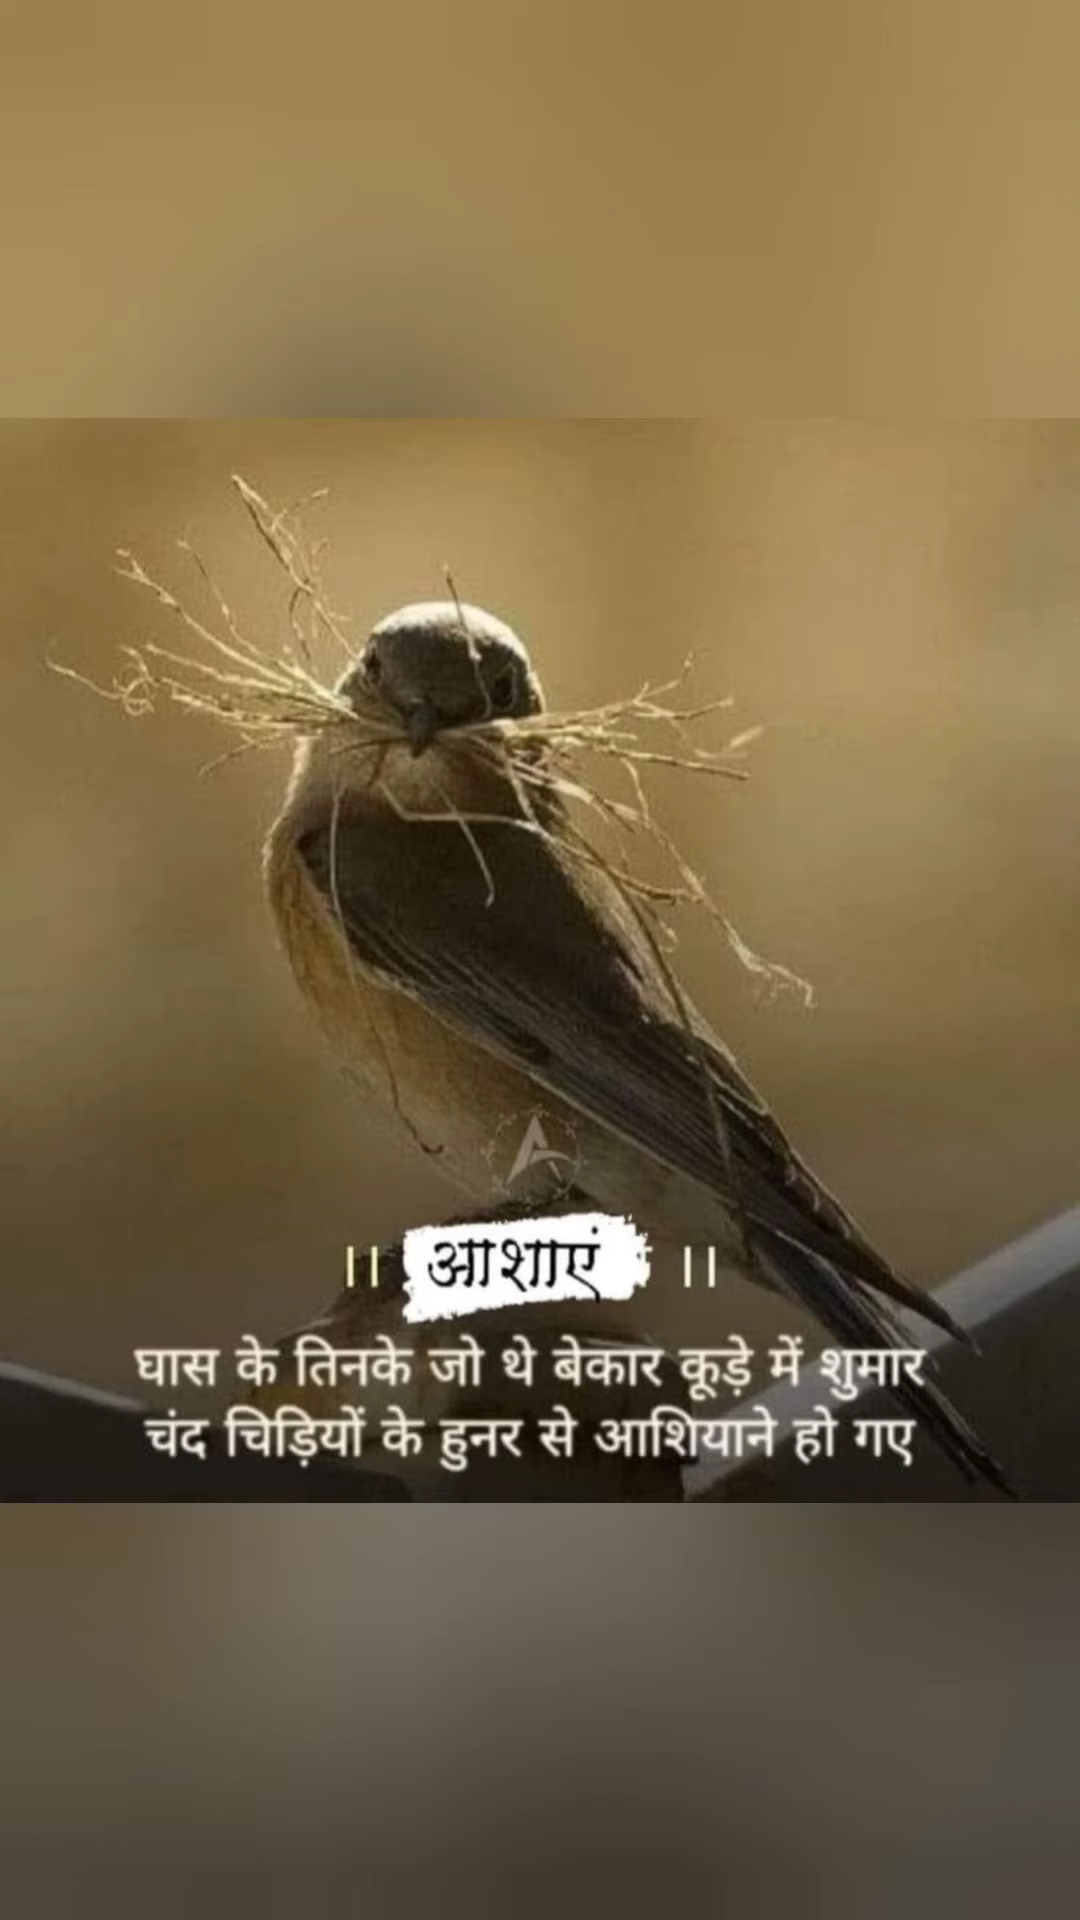 || आशाएं ||
घास के तिनके जो थे बेकार कूड़े में शुमार
चंद चिड़ियों के हुनर से आशियाने हो गए